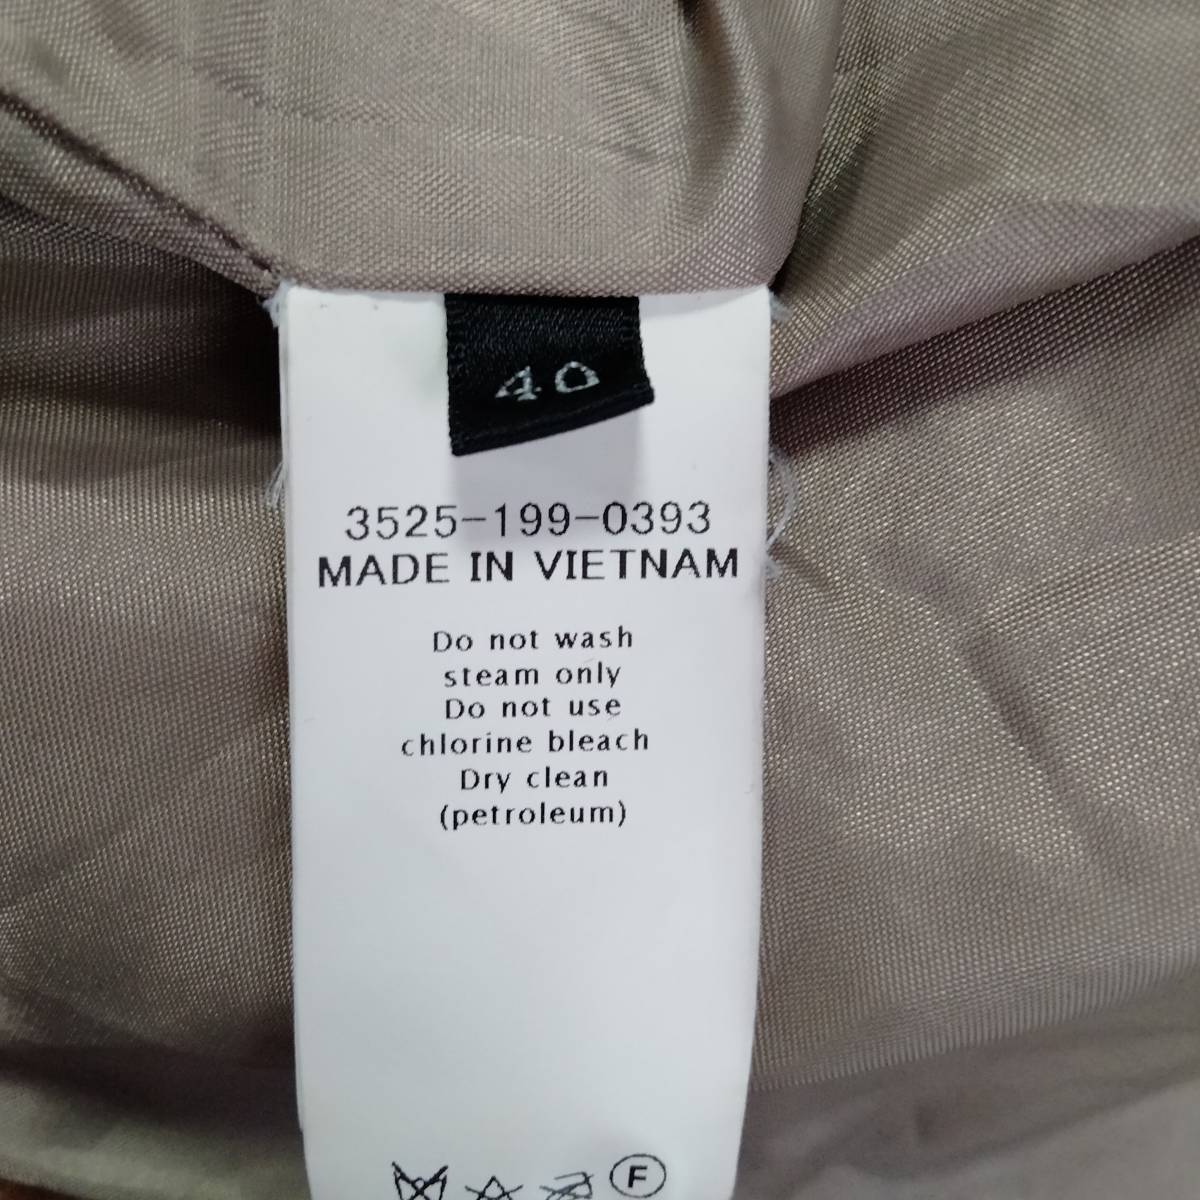 40
3525-199-0393
MADE IN VIETNAM
Do not wash
steam only
Do not use
chlorine bleach
Dry clean
(petroleum)
F